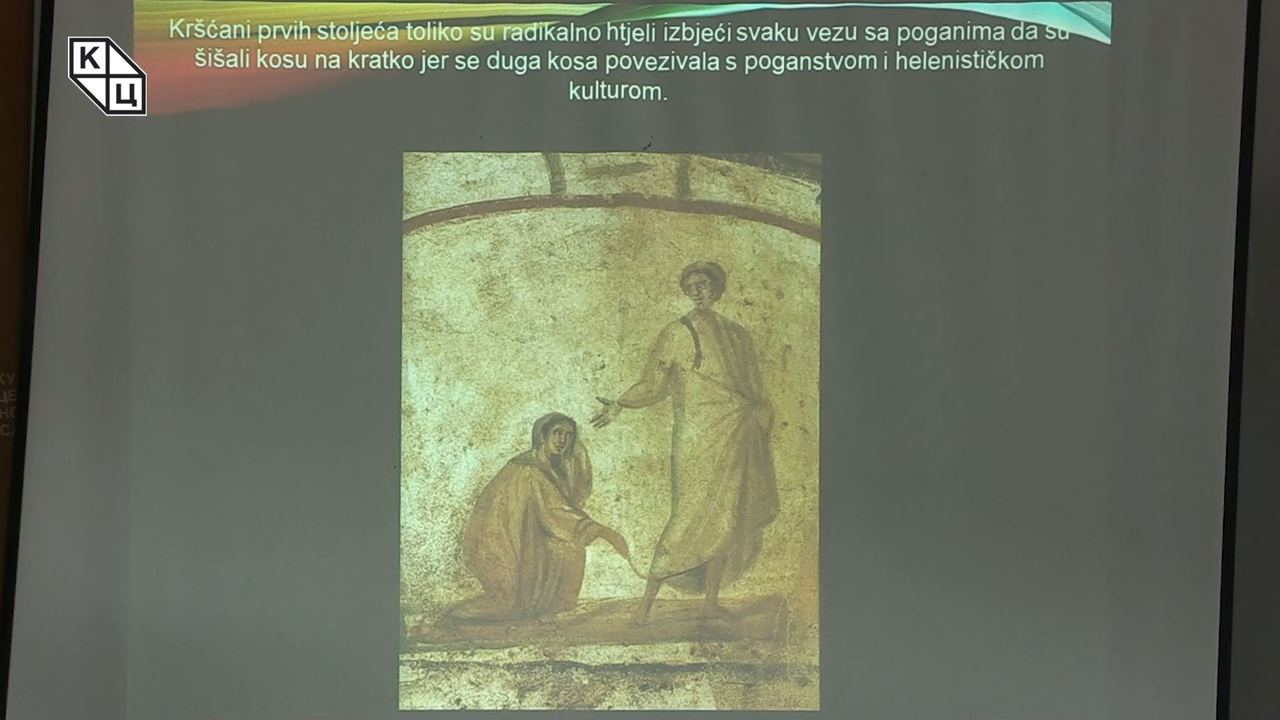 Kršćani prvih stoljeća toliko su radikalno htjeli izbjeći svaku vezu sa poganima da su
šišali kosu na kratko jer se duga kosa povezivala s poganstvom i helenističkom
kulturom.
К
Ц